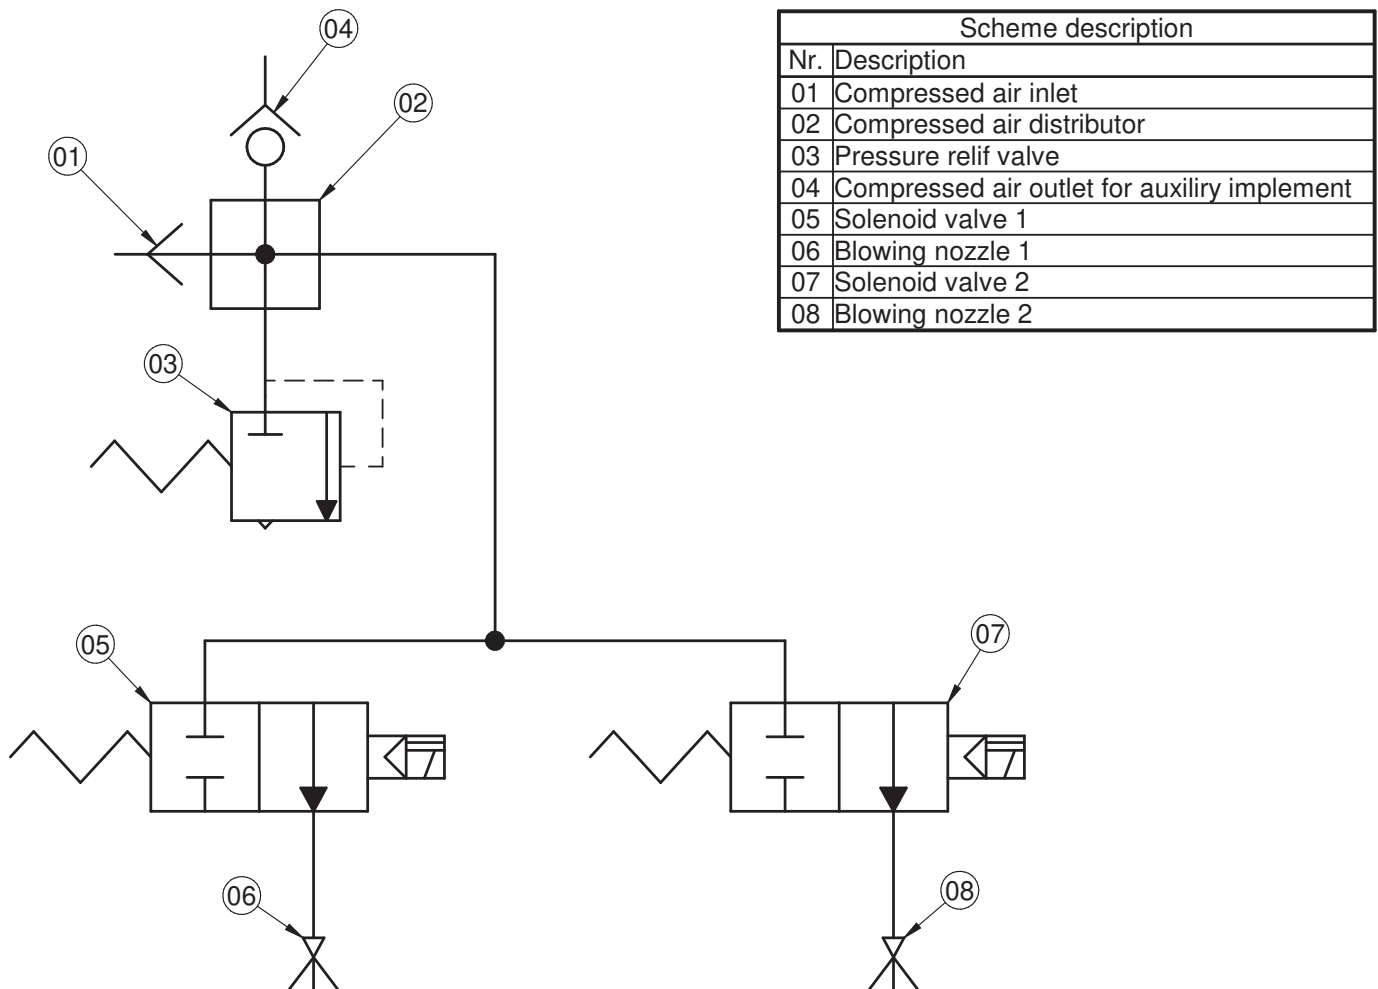 04
02
01
03
05
07
06
08
Scheme description
Nr. Description
01 Compressed air inlet
02 Compressed air distributor
03 Pressure relif valve
04 Compressed air outlet for auxiliry implement
05 Solenoid valve 1
06 Blowing nozzle 1
07 Solenoid valve 2
08 Blowing nozzle 2